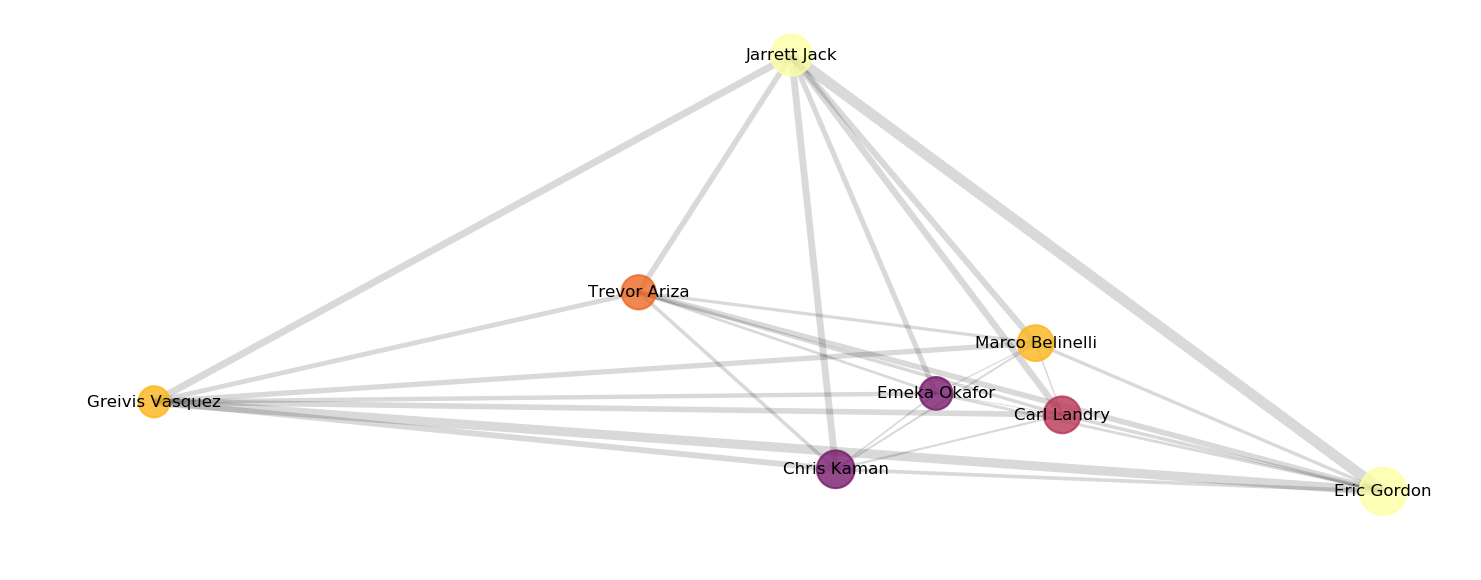 Jarrett Jack
Trevor Ariza
Marco Belinelli
Emeka Okafor
Greivis Vasquez
Carl Landry
Chris Kaman
Eric Gordon